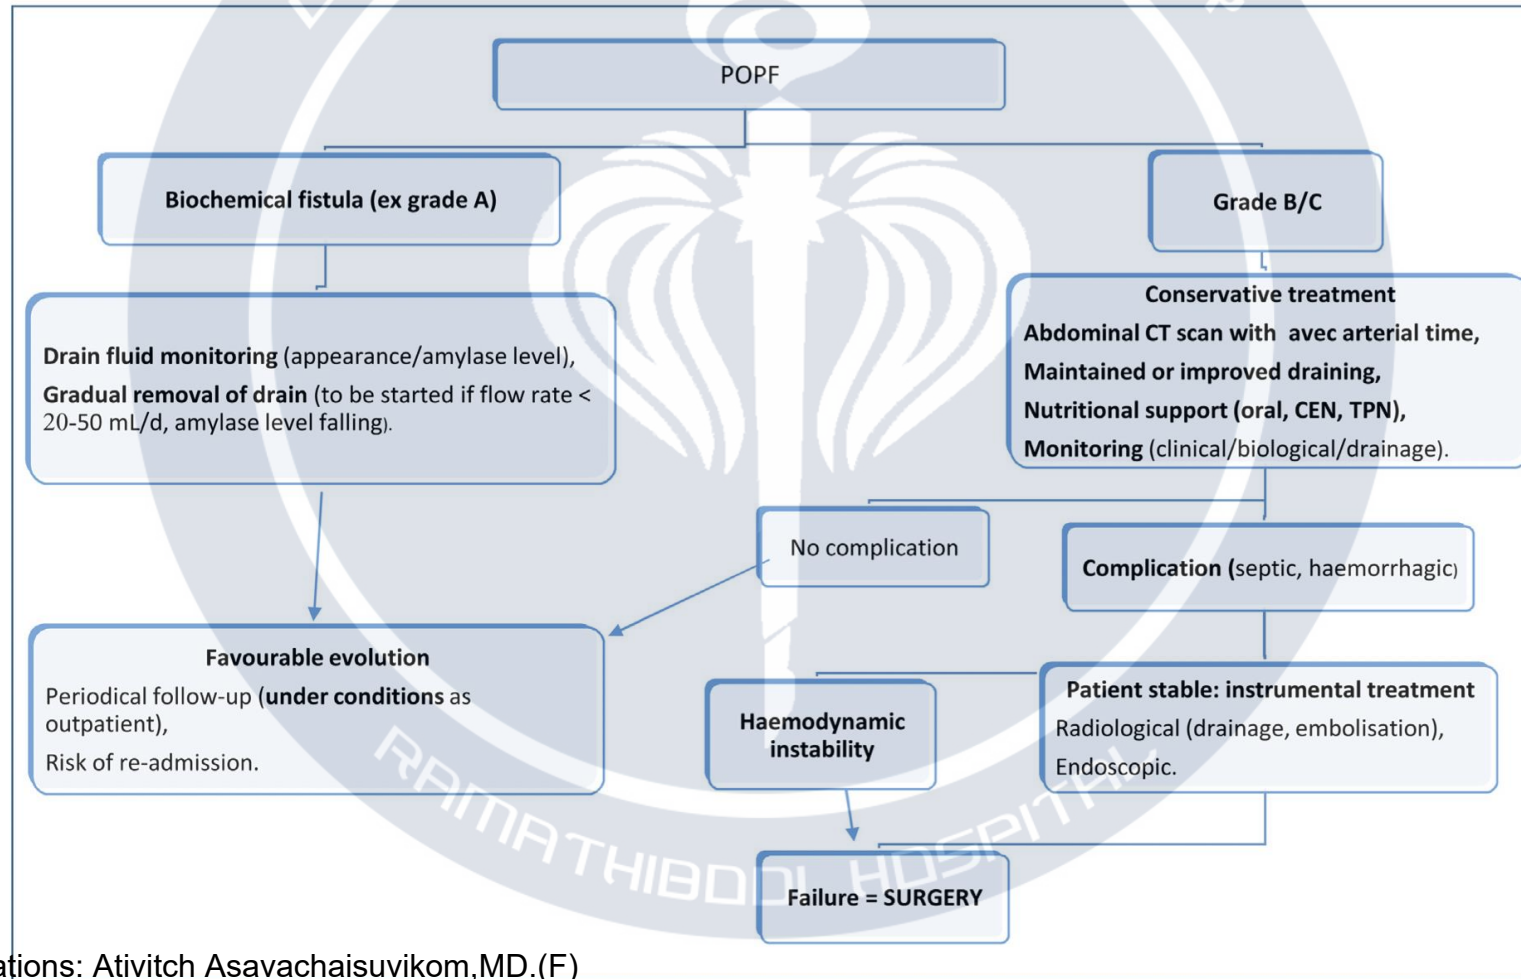 POPF
Biochemical fistula (ex grade A)
Grade B/C
Drain fluid monitoring (appearance/amylase level),
Gradual removal of drain (to be started if flow rate <
20-50 mL/d, amylase level falling).
Conservative treatment
Abdominal CT scan with avec arterial time,
Maintained or improved draining,
Nutritional support (oral, CEN, TPN),
Monitoring (clinical/biological/drainage).
No complication
Complication (septic, haemorrhagic)
Favourable evolution
Periodical follow-up (under conditions as
outpatient),
Risk of re-admission.
Haemodynamic
instability
Patient stable: instrumental treatment
Radiological (drainage, embolisation),
Endoscopic.
Failure = SURGERY
RAMATHIBODI HOSPITAL
ations: Ativitch Asavachaisuvikom,MD.(F)